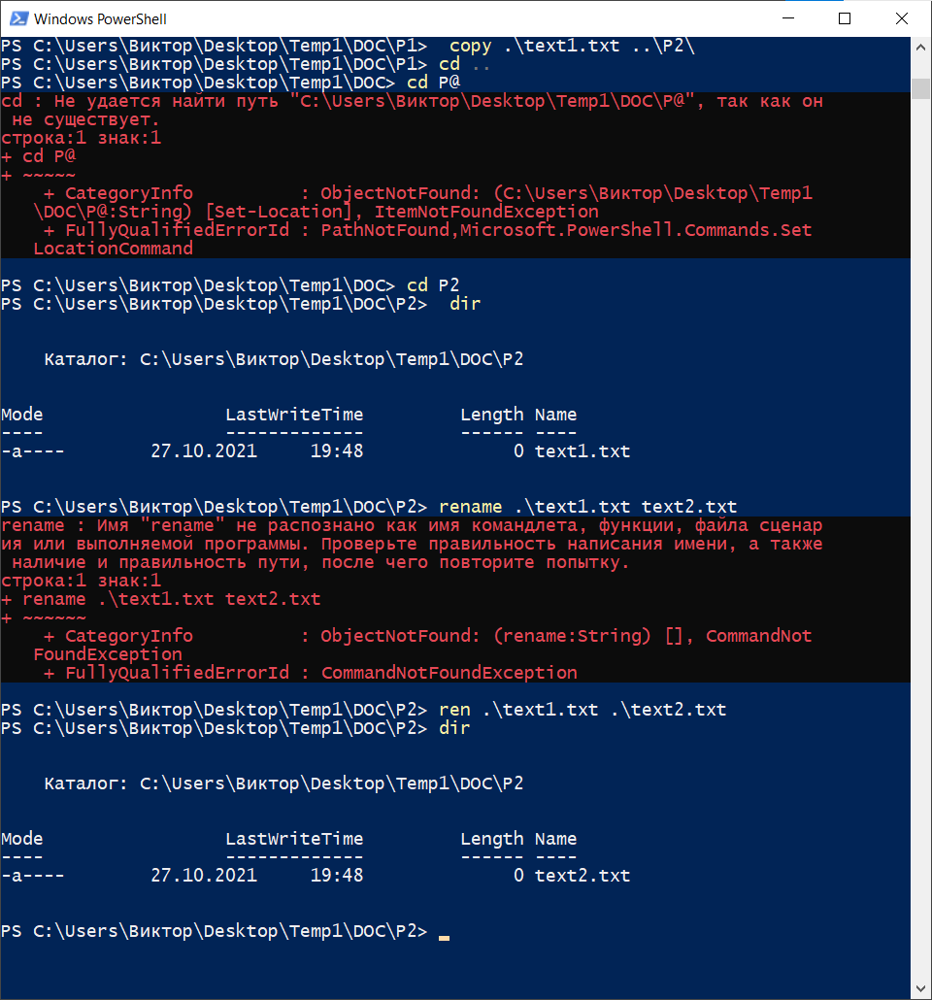 Windows PowerShell
PS C:\Users\Виктор\Desktop\Temp1\DOC\P1>  copy .\text1.txt ..\P2\
PS C:\Users\Виктор\Desktop\Temp1\DOC\P1> cd ..
PS C:\Users\Виктор\Desktop\Temp1\DOC> cd P@
cd : Не удается найти путь "C:\Users\Виктор\Desktop\Temp1\DOC\P@", так как он
 не существует.
строка:1 знак:1
+ cd P@
+ ~~~~~
    + CategoryInfo          : ObjectNotFound: (C:\Users\Виктор\Desktop\Temp1
   \DOC\P@:String) [Set-Location], ItemNotFoundException
    + FullyQualifiedErrorId : PathNotFound,Microsoft.PowerShell.Commands.Set
   LocationCommand
PS C:\Users\Виктор\Desktop\Temp1\DOC> cd P2
PS C:\Users\Виктор\Desktop\Temp1\DOC\P2>  dir
    Каталог: C:\Users\Виктор\Desktop\Temp1\DOC\P2
Mode                 LastWriteTime         Length Name
----                 -------------         ------ ----
-a----        27.10.2021     19:48              0 text1.txt
PS C:\Users\Виктор\Desktop\Temp1\DOC\P2> rename .\text1.txt text2.txt
rename : Имя "rename" не распознано как имя командлета, функции, файла сценар
ия или выполняемой программы. Проверьте правильность написания имени, а также
 наличие и правильность пути, после чего повторите попытку.
строка:1 знак:1
+ rename .\text1.txt text2.txt
+ ~~~~~~
    + CategoryInfo          : ObjectNotFound: (rename:String) [], CommandNot
   FoundException
    + FullyQualifiedErrorId : CommandNotFoundException
PS C:\Users\Виктор\Desktop\Temp1\DOC\P2> ren .\text1.txt .\text2.txt
PS C:\Users\Виктор\Desktop\Temp1\DOC\P2> dir
    Каталог: C:\Users\Виктор\Desktop\Temp1\DOC\P2
Mode                 LastWriteTime         Length Name
----                 -------------         ------ ----
-a----        27.10.2021     19:48              0 text2.txt
PS C:\Users\Виктор\Desktop\Temp1\DOC\P2>